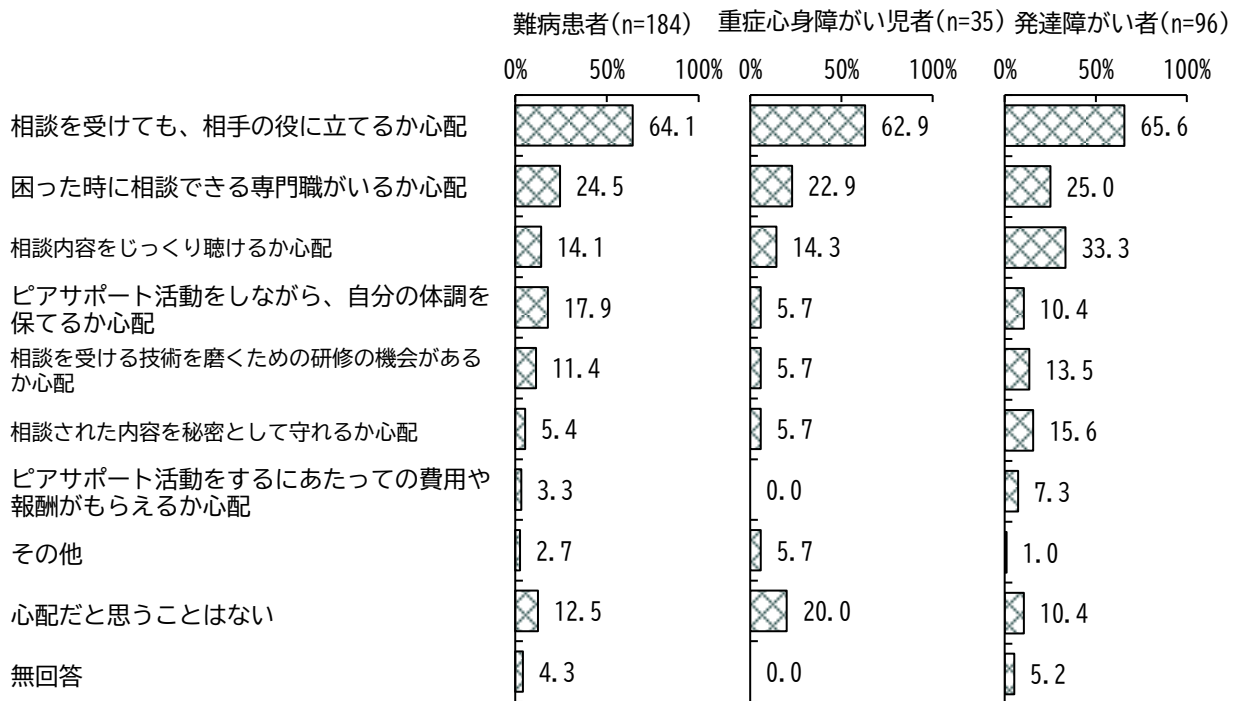 難病患者(n=184) 重症心身障がい児者(n=35) 発達障がい者(n=96)
0% 50% 100% 0% 50% 100% 0% 50% 100%
相談を受けても、相手の役に立てるか心配 64.1 62.9 65.6
困った時に相談できる専門職がいるか心配 24.5 22.9 25.0
相談内容をじっくり聴けるか心配 14.1 14.3 33.3
ピアサポート活動をしながら、自分の体調を
保てるか心配 17.9 5.7 10.4
相談を受ける技術を磨くための研修の機会がある
か心配 11.4 5.7 13.5
相談された内容を秘密として守れるか心配 5.4 5.7 15.6
ピアサポート活動をするにあたっての費用や
報酬がもらえるか心配 3.3 0.0 7.3
その他 2.7 5.7 1.0
心配だと思うことはない 12.5 20.0 10.4
無回答 4.3 0.0 5.2